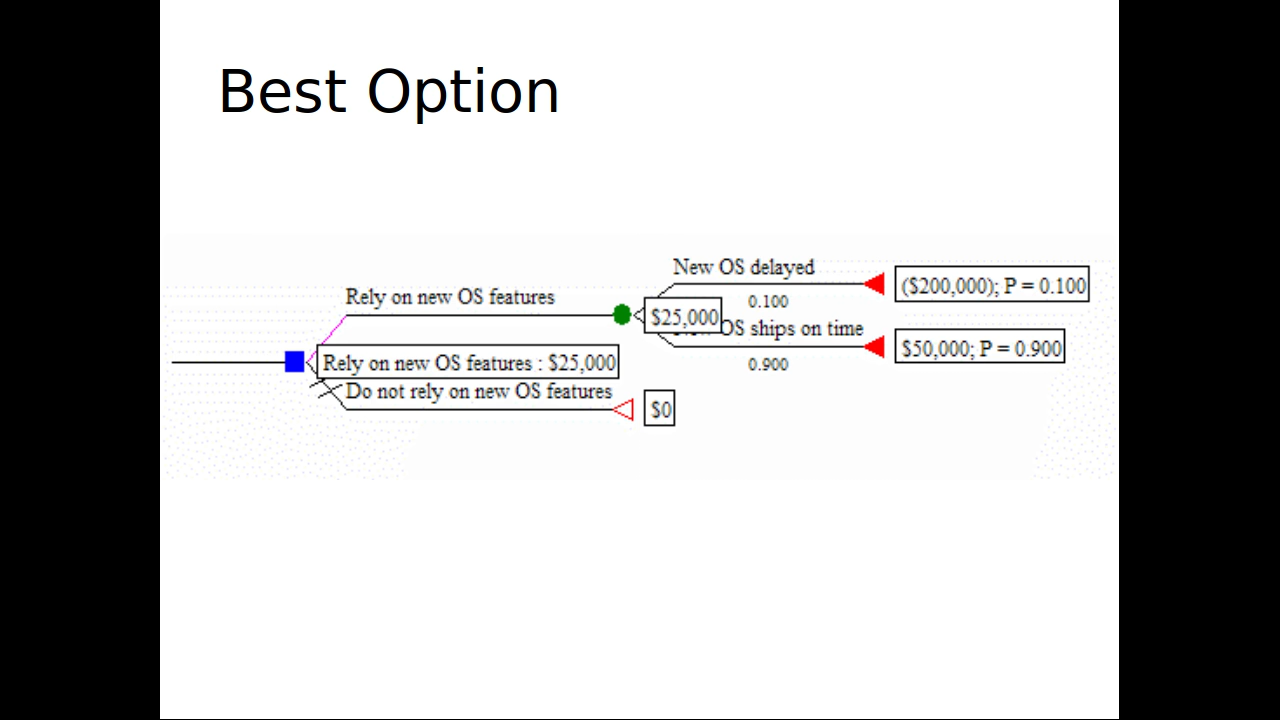 Best Option
New OS delayed
($200,000); P = 0.100
0.100
Rely on new OS features
$25,000
OS ships on time
$50,000; P = 0.900
0.900
Rely on new OS features : $25,000
Do not rely on new OS features
$0